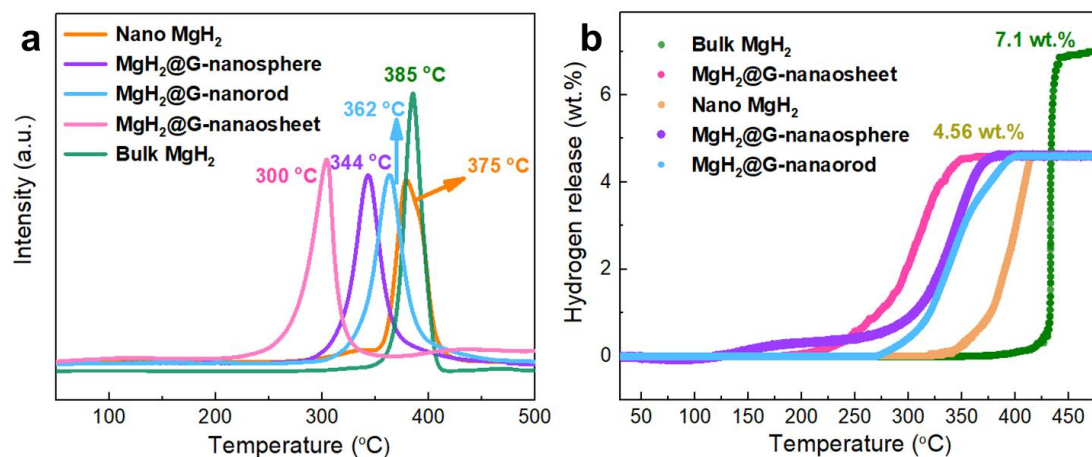 a
Nano MgH2
MgH2@G-nanosphere
MgH2@G-nanorod
MgH2@G-nanaosheet
Bulk MgH2
385 °C
362 °C
344 °C
300 °C
375 °C
Intensity (a.u.)
100
200
300
400
500
Temperature (°C)
b
7.1 wt.%
Bulk MgH2
MgH2@G-nanaosheet
Nano MgH2
MgH2@G-nanaosphere
MgH2@G-nanaorod
4.56 wt.%
Hydrogen release (wt.%)
6
4
2
0
50 100 150 200 250 300 350 400 450
Temperature (°C)